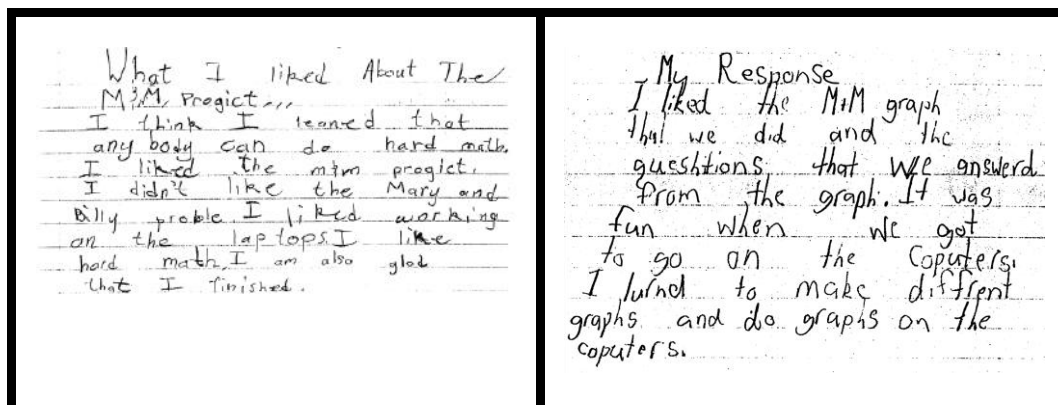 What I liked About The
M&M, Progict...
I think I leaned that
any body can do hard math.
I liked the m&m progict.
I didn't like the Mary and
Billy proble. I liked working
on the laptops. I like
hard math. I am also glad
that I finished.
My Response
I liked the M&M graph
that we did and the
gueshtions that we answerd
from the graph. It was
fun when we got
to go on the Coputers.
I lurnd to make diffrent
graphs and do graphs on the
coputers.